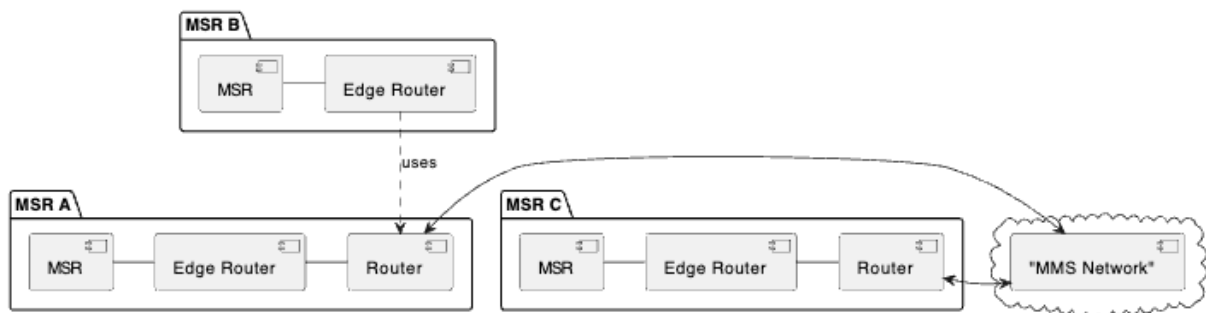 MSR B
MSR
Edge Router
uses
MSR A
MSR
Edge Router
Router
MSR C
MSR
Edge Router
Router
"MMS Network"